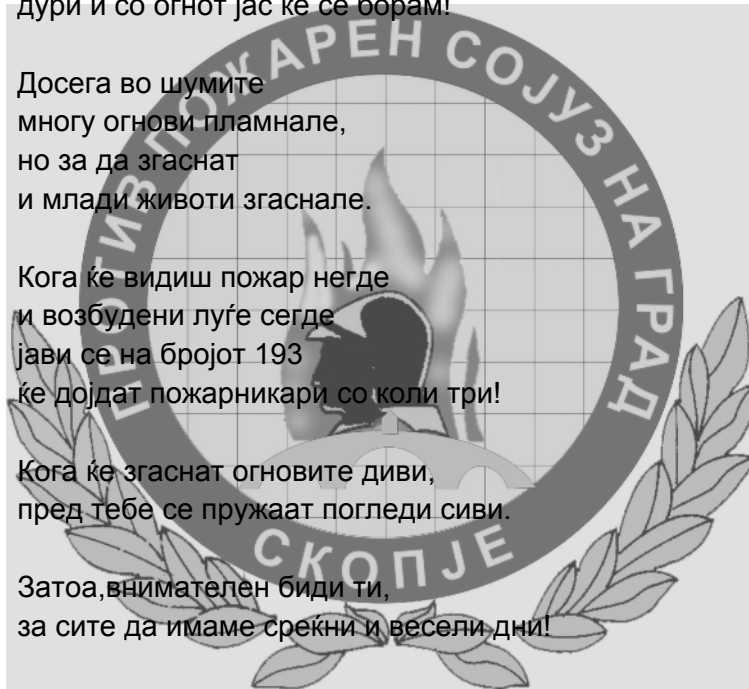 дури и со огнот јас ќе се борам!
Досега во шумите
многу огнови пламнале,
но за да згаснат
и млади животи згаснале.
Кога ќе видиш пожар негде
и возбудени луѓе сегде
јави се на бројот 193
ќе дојдат пожарникари со коли три!
Кога ќе згаснат огновите диви,
пред тебе се пружаат погледи сиви.
Затоа,внимателен биди ти,
за сите да имаме среќни и весели дни!
ПРОТИВПОЖАРЕН СОЈУЗ НА ГРАД
СКОПЈЕ